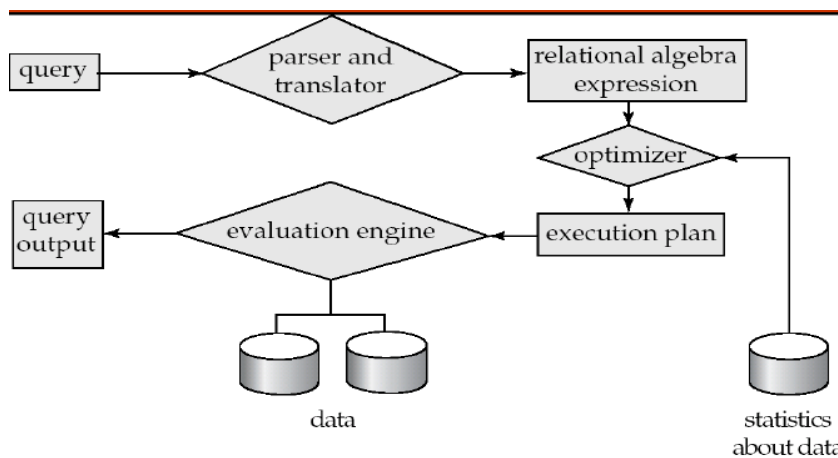 query
parser and
translator
relational algebra
expression
optimizer
query
output
evaluation engine
execution plan
data
statistics
about data